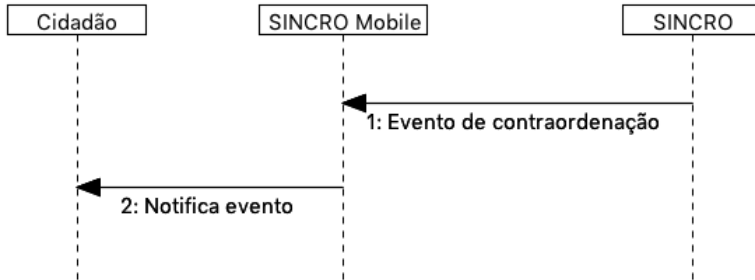 Cidadão
SINCRO Mobile
SINCRO
1: Evento de contraordenação
2: Notifica evento